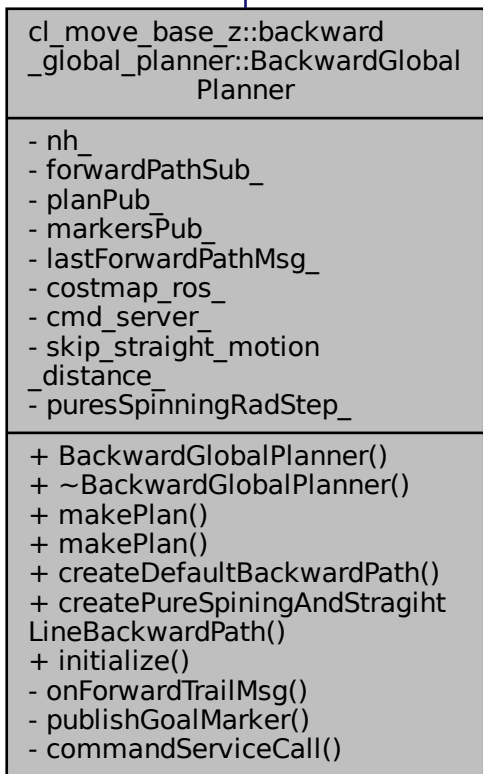 cl_move_base_z::backward
_global_planner::BackwardGlobal
Planner
- nh_
- forwardPathSub_
- planPub_
- markersPub_
- lastForwardPathMsg_
- costmap_ros_
- cmd_server_
- skip_straight_motion
_distance_
- puresSpinningRadStep_
+ BackwardGlobalPlanner()
+ ~BackwardGlobalPlanner()
+ makePlan()
+ makePlan()
+ createDefaultBackwardPath()
+ createPureSpiningAndStragiht
LineBackwardPath()
+ initialize()
- onForwardTrailMsg()
- publishGoalMarker()
- commandServiceCall()